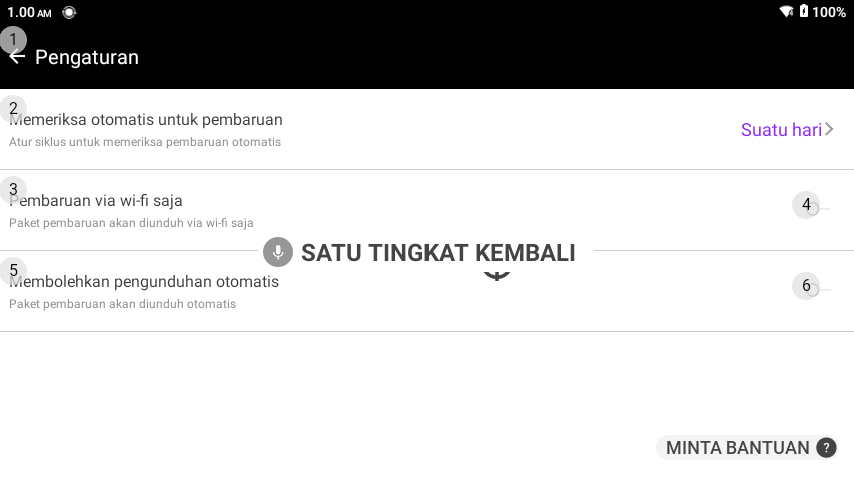 1.00 AM
100%
1
Pengaturan
2
Memeriksa otomatis untuk pembaruan
Atur siklus untuk memeriksa pembaruan otomatis
Suatu hari
3
Pembaruan via wi-fi saja
Paket pembaruan akan diunduh via wi-fi saja
4
SATU TINGKAT KEMBALI
5
Membolehkan pengunduhan otomatis
Paket pembaruan akan diunduh otomatis
6
MINTA BANTUAN ?